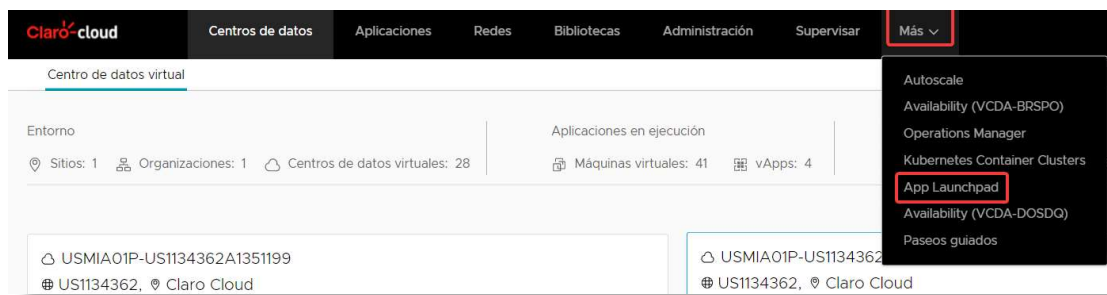 Claro-cloud Centros de datos Aplicaciones Redes Bibliotecas Administración Supervisar Más
Centro de datos virtual
Autoscale
Availability (VCDA-BRSPO)
Operations Manager
Kubernetes Container Clusters
App Launchpad
Availability (VCDA-DOSDQ)
Paseos guiados
Entorno Aplicaciones en ejecución
Sitios: 1 Organizaciones: 1 Centros de datos virtuales: 28 Máquinas virtuales: 41 vApps: 4
USMIA01P-US1134362A1351199 USMIA01P-US1134362
US1134362, Claro Cloud US1134362, Claro Cloud